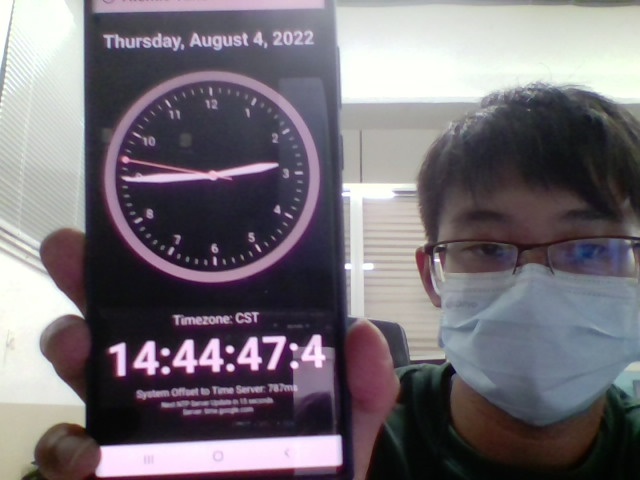 Thursday, August 4, 2022
12
11
1
10
2
3
9
8
4
7
5
6
Timezone: CST
14:44:47:4
System Offset to Time Server: 787ms
Next NTP Server Update in 15 seconds
Server: time.google.com